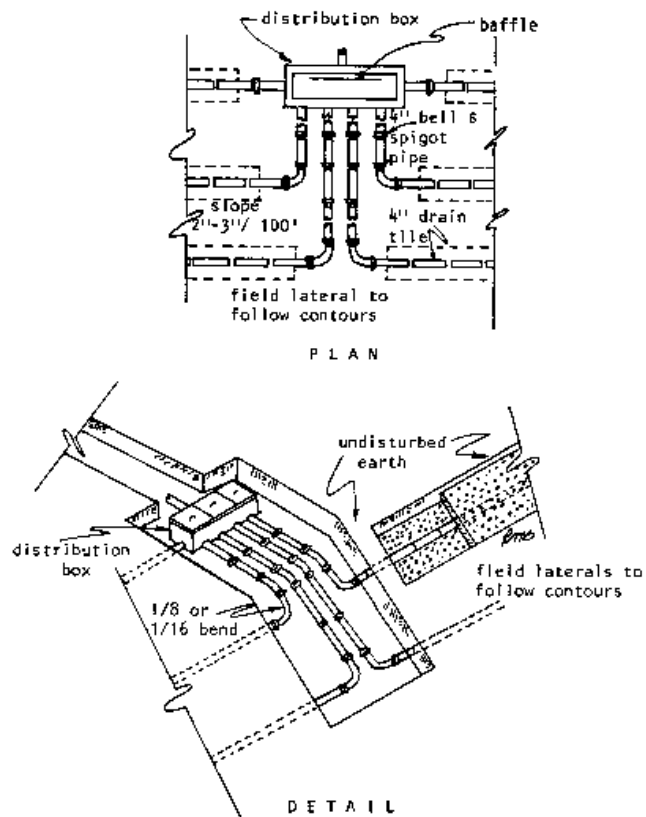 distribution box
baffle
4" bell &
spigot
pipe
slope
2"-3"/ 100'
4" drain
tile
field lateral to
follow contours
PLAN
undisturbed
earth
distribution
box
field laterals to
follow contours
1/8 or
1/16 bend
DETAIL